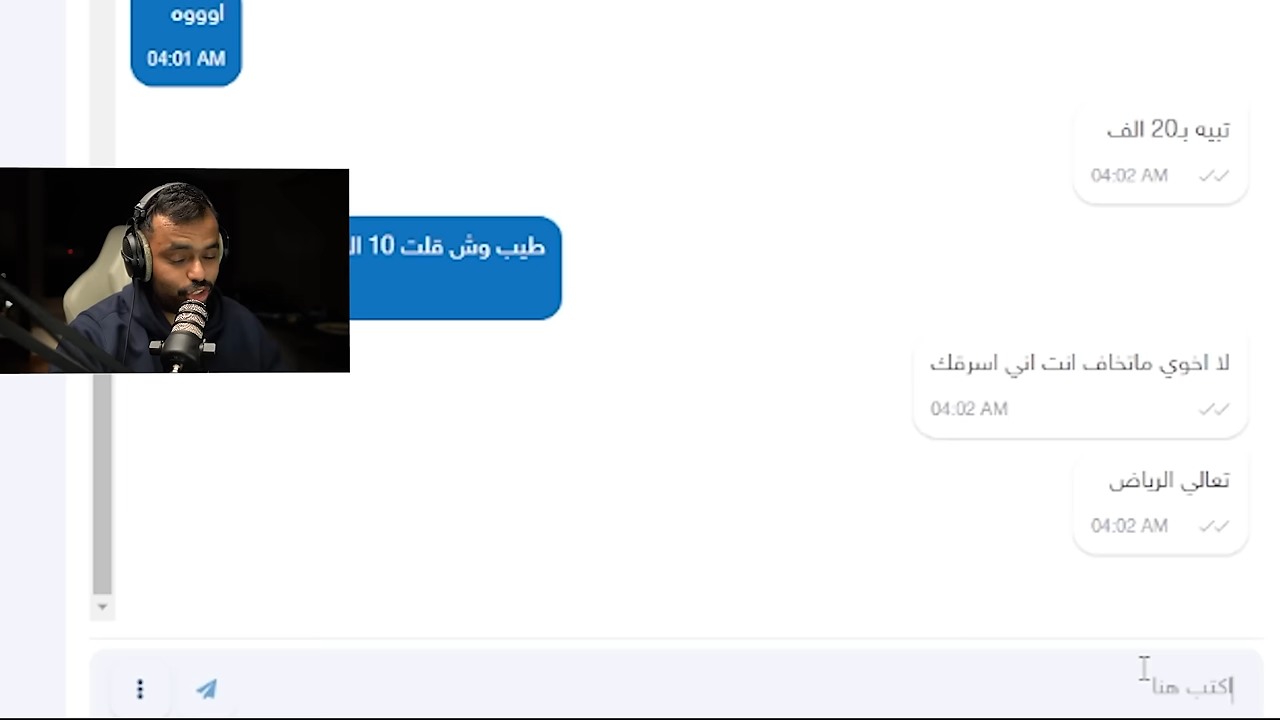 اوووه
04:01 AM
تبيه بـ20 الف
04:02 AM
طيب وش قلت 10
لا اخوي ماتخاف انت اني اسرقك
04:02 AM
تعالي الرياض
04:02 AM
اكتب هنا